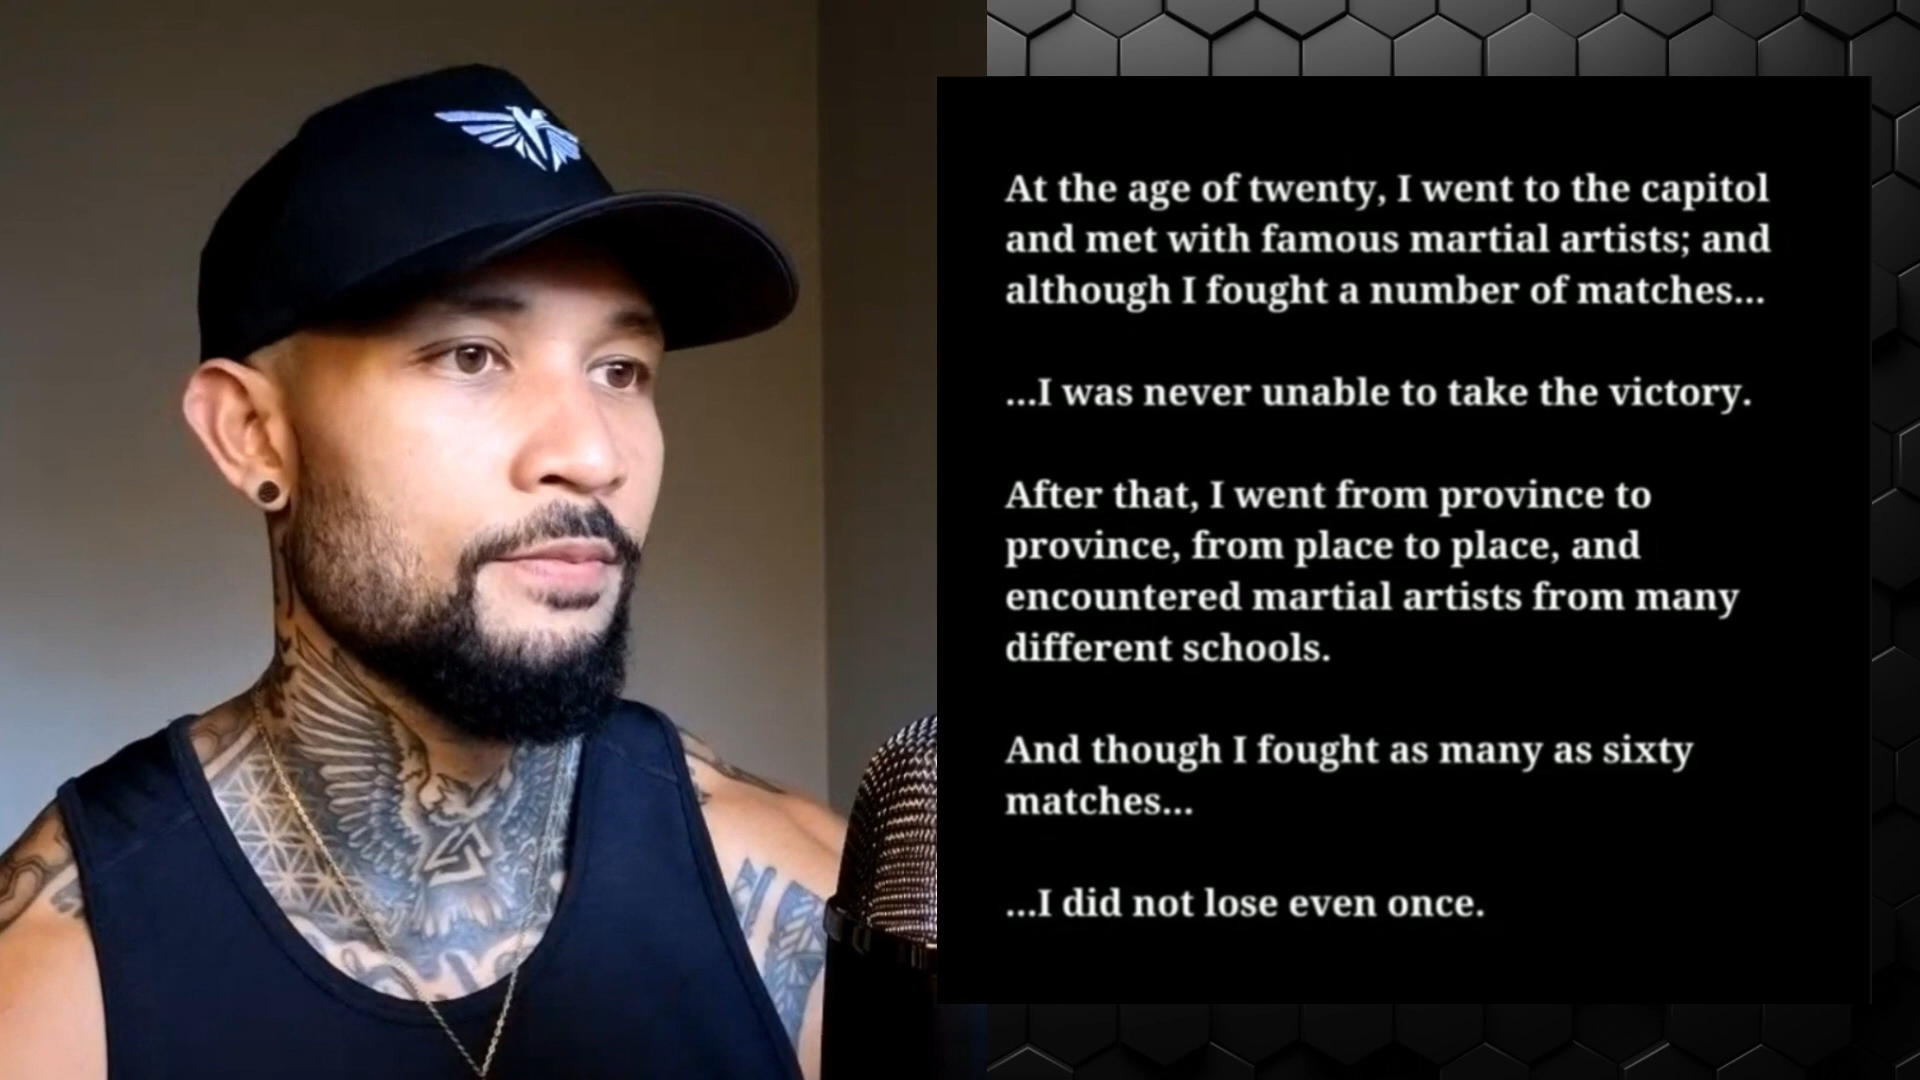 At the age of twenty, I went to the capitol
and met with famous martial artists; and
although I fought a number of matches...
...I was never unable to take the victory.
After that, I went from province to
province, from place to place, and
encountered martial artists from many
different schools.
And though I fought as many as sixty
matches...
...I did not lose even once.